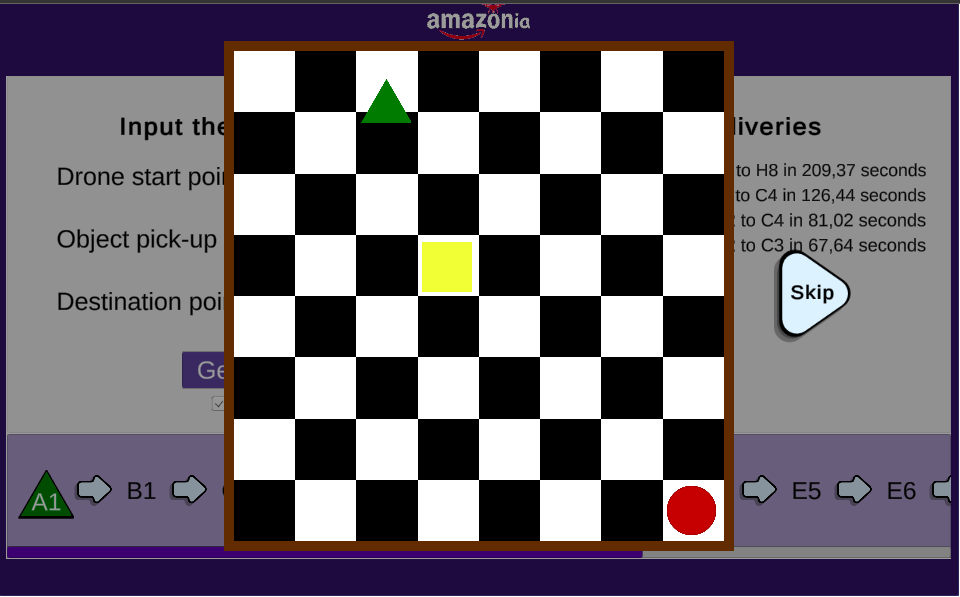 amazonia
Input the
liveries
Drone start poi
to H8 in 209,37 seconds
to C4 in 126,44 seconds
Object pick-up
to C4 in 81,02 seconds
to C3 in 67,64 seconds
Skip
Destination poi
Ge
A1 B1 E5 E6